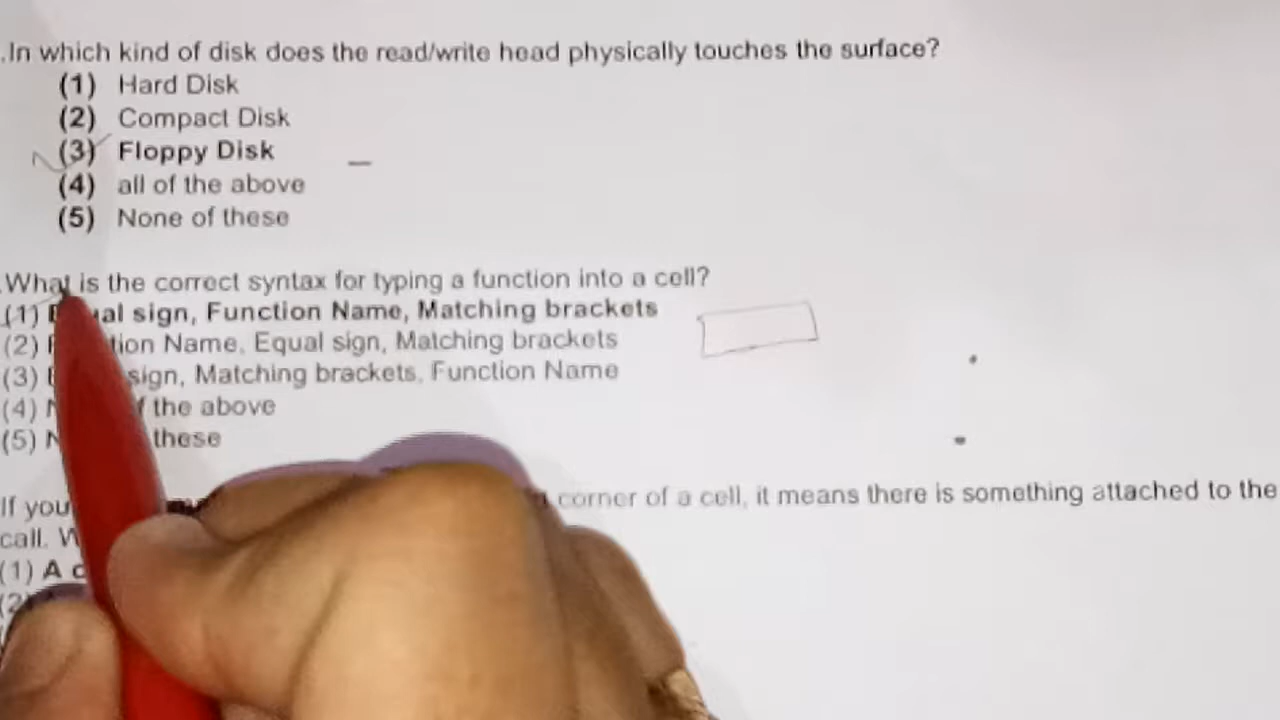 .In which kind of disk does the read/write head physically touches the surface?
(1) Hard Disk
(2) Compact Disk
(3) Floppy Disk
(4) all of the above
(5) None of these
.What is the correct syntax for typing a function into a cell?
(1) sign, Function Name, Matching brackets
(2) Name, Equal sign, Matching brackets
(3) sign, Matching brackets, Function Name
(4) the above
(5) these
If you corner of a cell, it means there is something attached to the
call.
(1) A